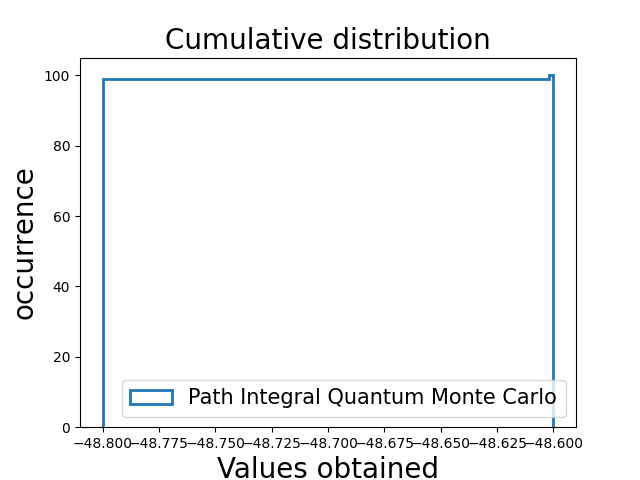 Cumulative distribution
occurrence
100
80
60
40
20
0
Path Integral Quantum Monte Carlo
−48.800 −48.775 −48.750 −48.725 −48.700 −48.675 −48.650 −48.625 −48.600
Values obtained